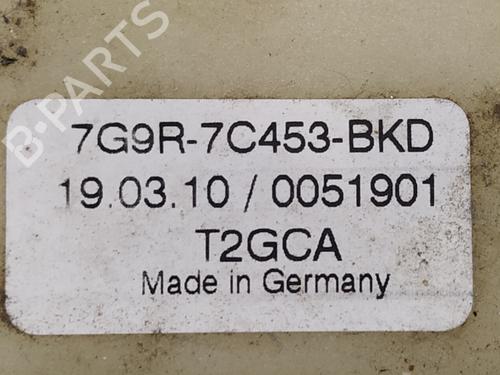 B-PARTS
7G9R-7C453-BKD
19.03.10 / 0051901
T2GCA
Made in Germany